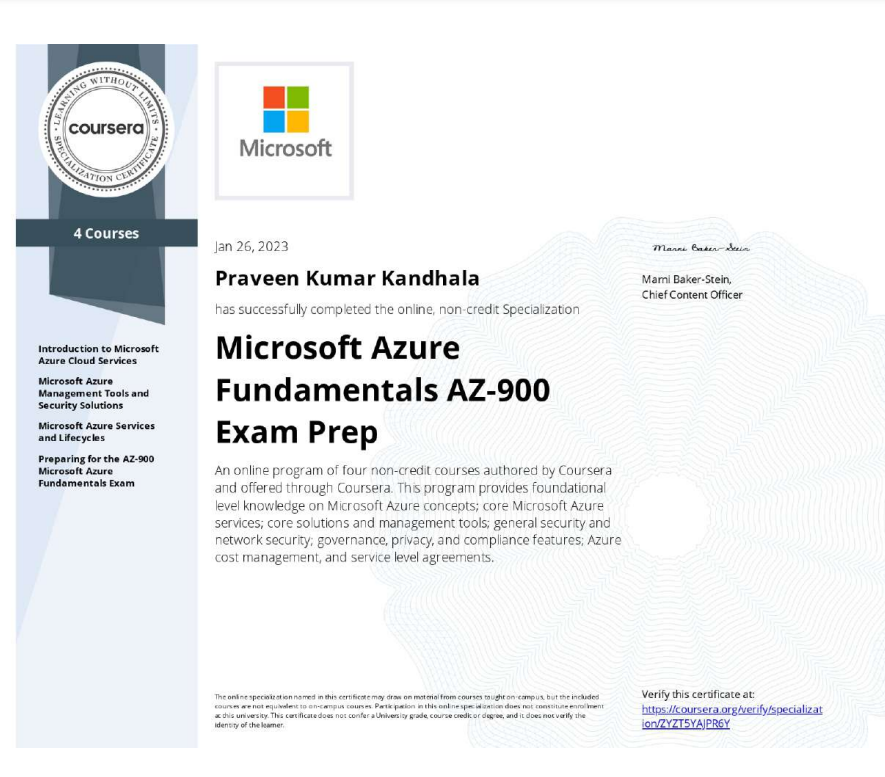 LEARNING WITHOUT LIMITS
coursera
SPECIALIZATION CERTIFICATE
4 Courses
Introduction to Microsoft
Azure Cloud Services
Microsoft Azure
Management Tools and
Security Solutions
Microsoft Azure Services
and Lifecycles
Preparing for the AZ-900
Microsoft Azure
Fundamentals Exam
Microsoft
Jan 26, 2023
Praveen Kumar Kandhala
has successfully completed the online, non-credit Specialization
Microsoft Azure
Fundamentals AZ-900
Exam Prep
An online program of four non-credit courses authored by Coursera
and offered through Coursera. This program provides foundational
level knowledge on Microsoft Azure concepts; core Microsoft Azure
services; core solutions and management tools; general security and
network security; governance, privacy, and compliance features; Azure
cost management, and service level agreements.
Marni Baker-Stein
Marni Baker-Stein,
Chief Content Officer
The online specialization named in this certificate may draw on material from courses taught on-campus, but the included
courses are not equivalent to on-campus courses. Participation in this online specialization does not constitute enrollment
at this university. This certificate does not confer a University grade, course credit or degree, and it does not verify the
identity of the learner.
Verify this certificate at:
https://coursera.org/verify/specializat
ion/ZYZT5YAJPR6Y